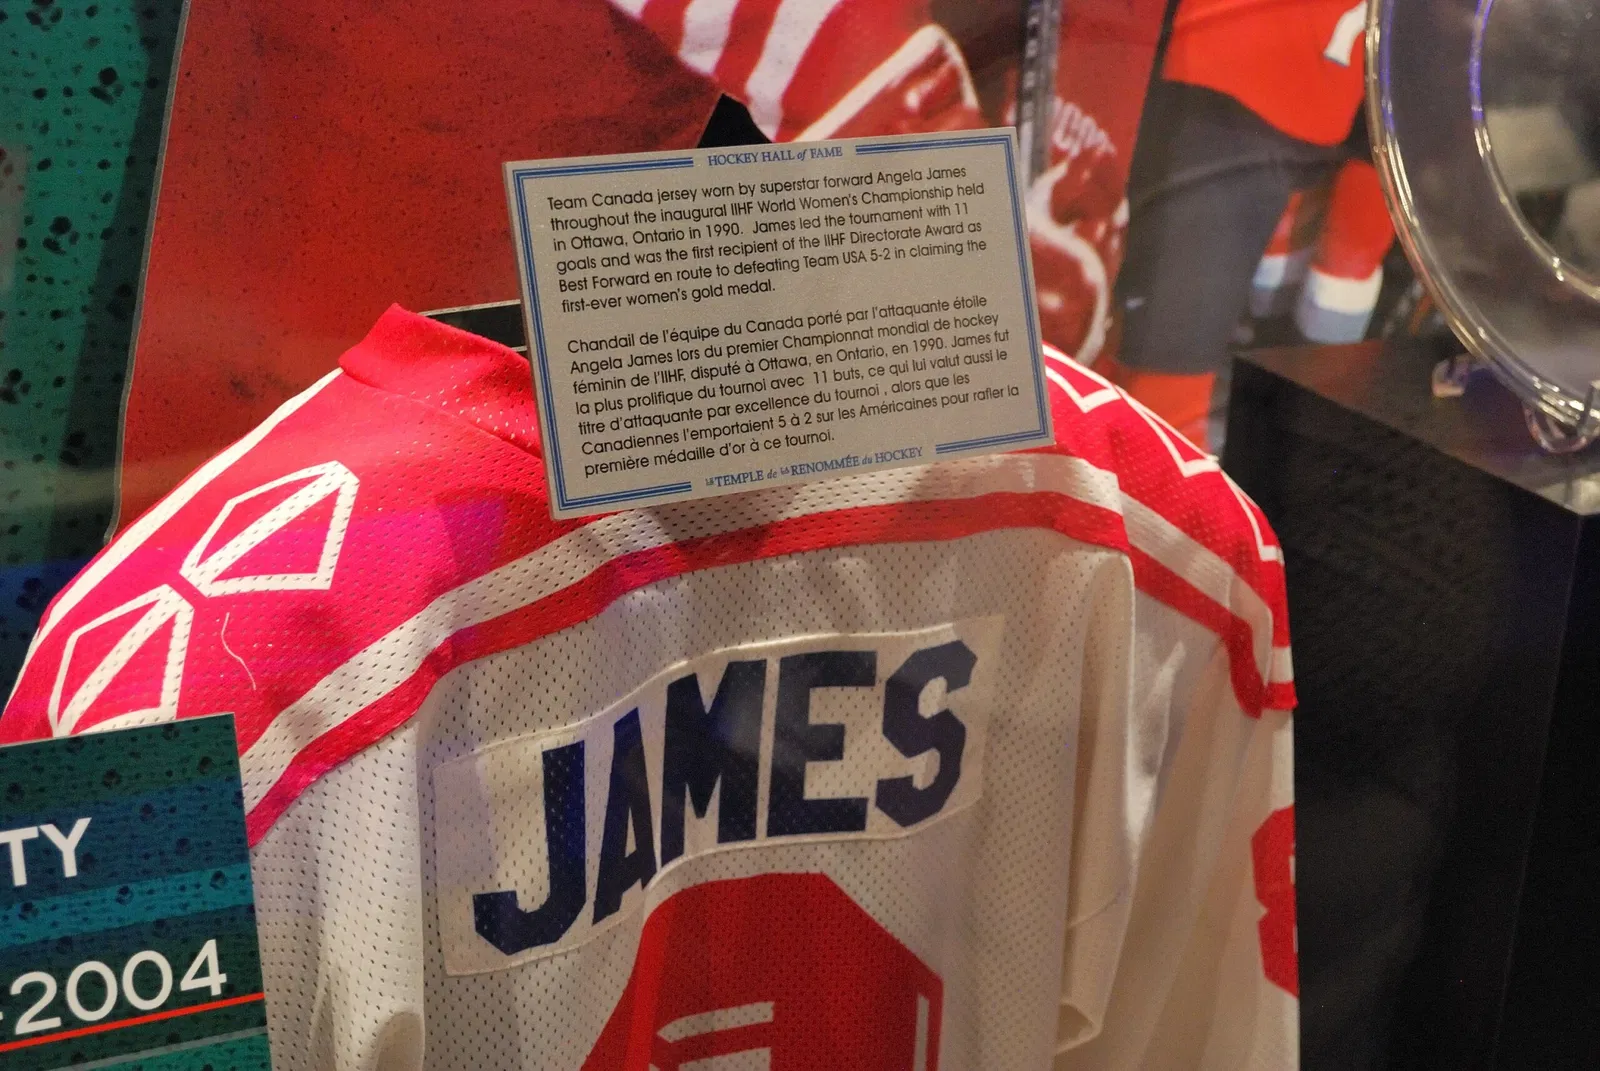 HOCKEY HALL of FAME
Team Canada jersey worn by superstar forward Angela James
throughout the inaugural IIHF World Women's Championship held
in Ottawa, Ontario in 1990. James led the tournament with 11
goals and was the first recipient of the IIHF Directorate Award as
Best Forward en route to defeating Team USA 5-2 in claiming the
first-ever women's gold medal.
Chandail de l'équipe du Canada porté par l'attaquante étoile
Angela James lors du premier Championnat mondial de hockey
féminin de l'IIHF, disputé à Ottawa, en Ontario, en 1990. James fut
la plus prolifique du tournoi avec 11 buts, ce qui lui valut aussi le
titre d'attaquante par excellence du tournoi , alors que les
Canadiennes l'emportaient 5 à 2 sur les Américaines pour rafler la
première médaille d'or à ce tournoi.
LE TEMPLE de la RENOMMÉE du HOCKEY
JAMES
TY
-2004